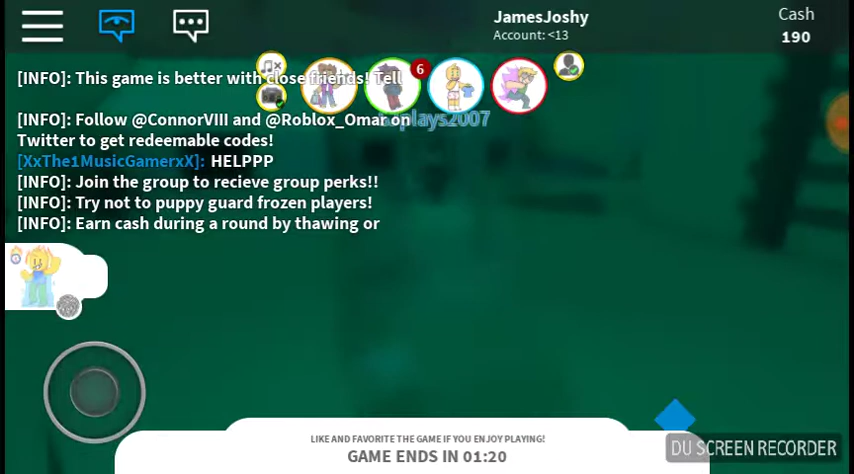 JamesJoshy
Account: <13
Cash
190
[INFO]: This game is better with close friends! Tell
6
plays2007
[INFO]: Follow @ConnorVIII and @Roblox_Omar on
Twitter to get redeemable codes!
[XxThe1MusicGamerxX]: HELPPP
[INFO]: Join the group to recieve group perks!!
[INFO]: Try not to puppy guard frozen players!
[INFO]: Earn cash during a round by thawing or
LIKE AND FAVORITE THE GAME IF YOU ENJOY PLAYING!
GAME ENDS IN 01:20
DU SCREEN RECORDER